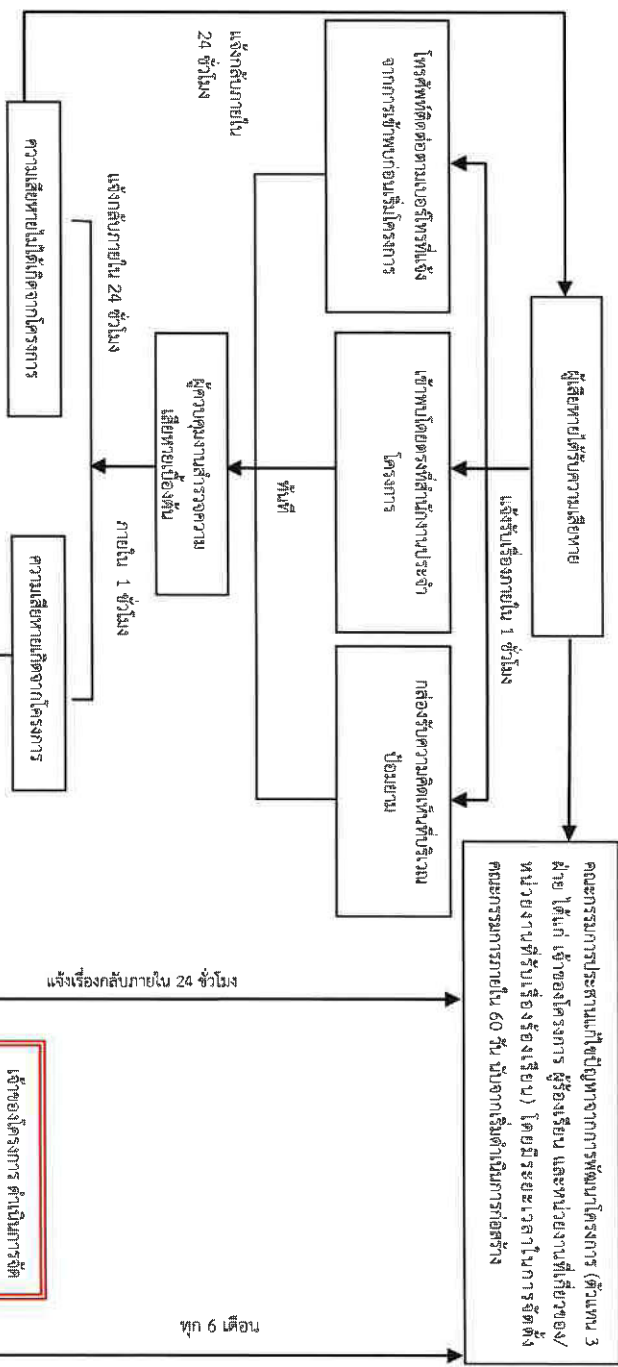 ผู้เสียหายได้รับความเสียหาย
คณะกรรมการประสานแก้ไขปัญหาจากการพัฒนาโครงการ (ตัวแทน 3
ฝ่าย ได้แก่ เจ้าของโครงการ ผู้ร้องเรียน และหน่วยงานที่เกี่ยวข้อง/
หน่วยงานที่รับเรื่องร้องเรียน) โดยมีระยะเวลาในการจัดตั้ง
คณะกรรมการภายใน 60 วัน นับจากเริ่มดำเนินการก่อสร้าง
แจ้งรับเรื่องภายใน 1 ชั่วโมง
โทรศัพท์ติดต่อตามเบอร์โทรที่แจ้ง
จากการเข้าพบก่อนเริ่มโครงการ
เข้าพบโดยตรงที่สำนักงานประจำ
โครงการ
กล่องรับความคิดเห็นที่บริเวณ
ป้อมยาม
แจ้งกลับภายใน
24 ชั่วโมง
ทันที
ผู้ควบคุมงานสำรวจความ
เสียหายเบื้องต้น
แจ้งกลับภายใน 24 ชั่วโมง
ภายใน 1 ชั่วโมง
ความเสียหายไม่ได้เกิดจากโครงการ
ความเสียหายเกิดจากโครงการ
แจ้งเรื่องกลับภายใน 24 ชั่วโมง
ทุก 6 เดือน
เจ้าของโครงการ ดำเนินการจัด